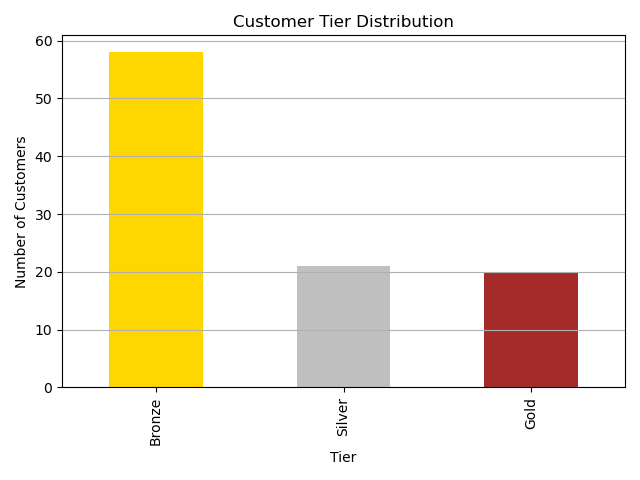 Customer Tier Distribution
60
50
40
30
20
10
0
Number of Customers
Bronze
Silver
Gold
Tier